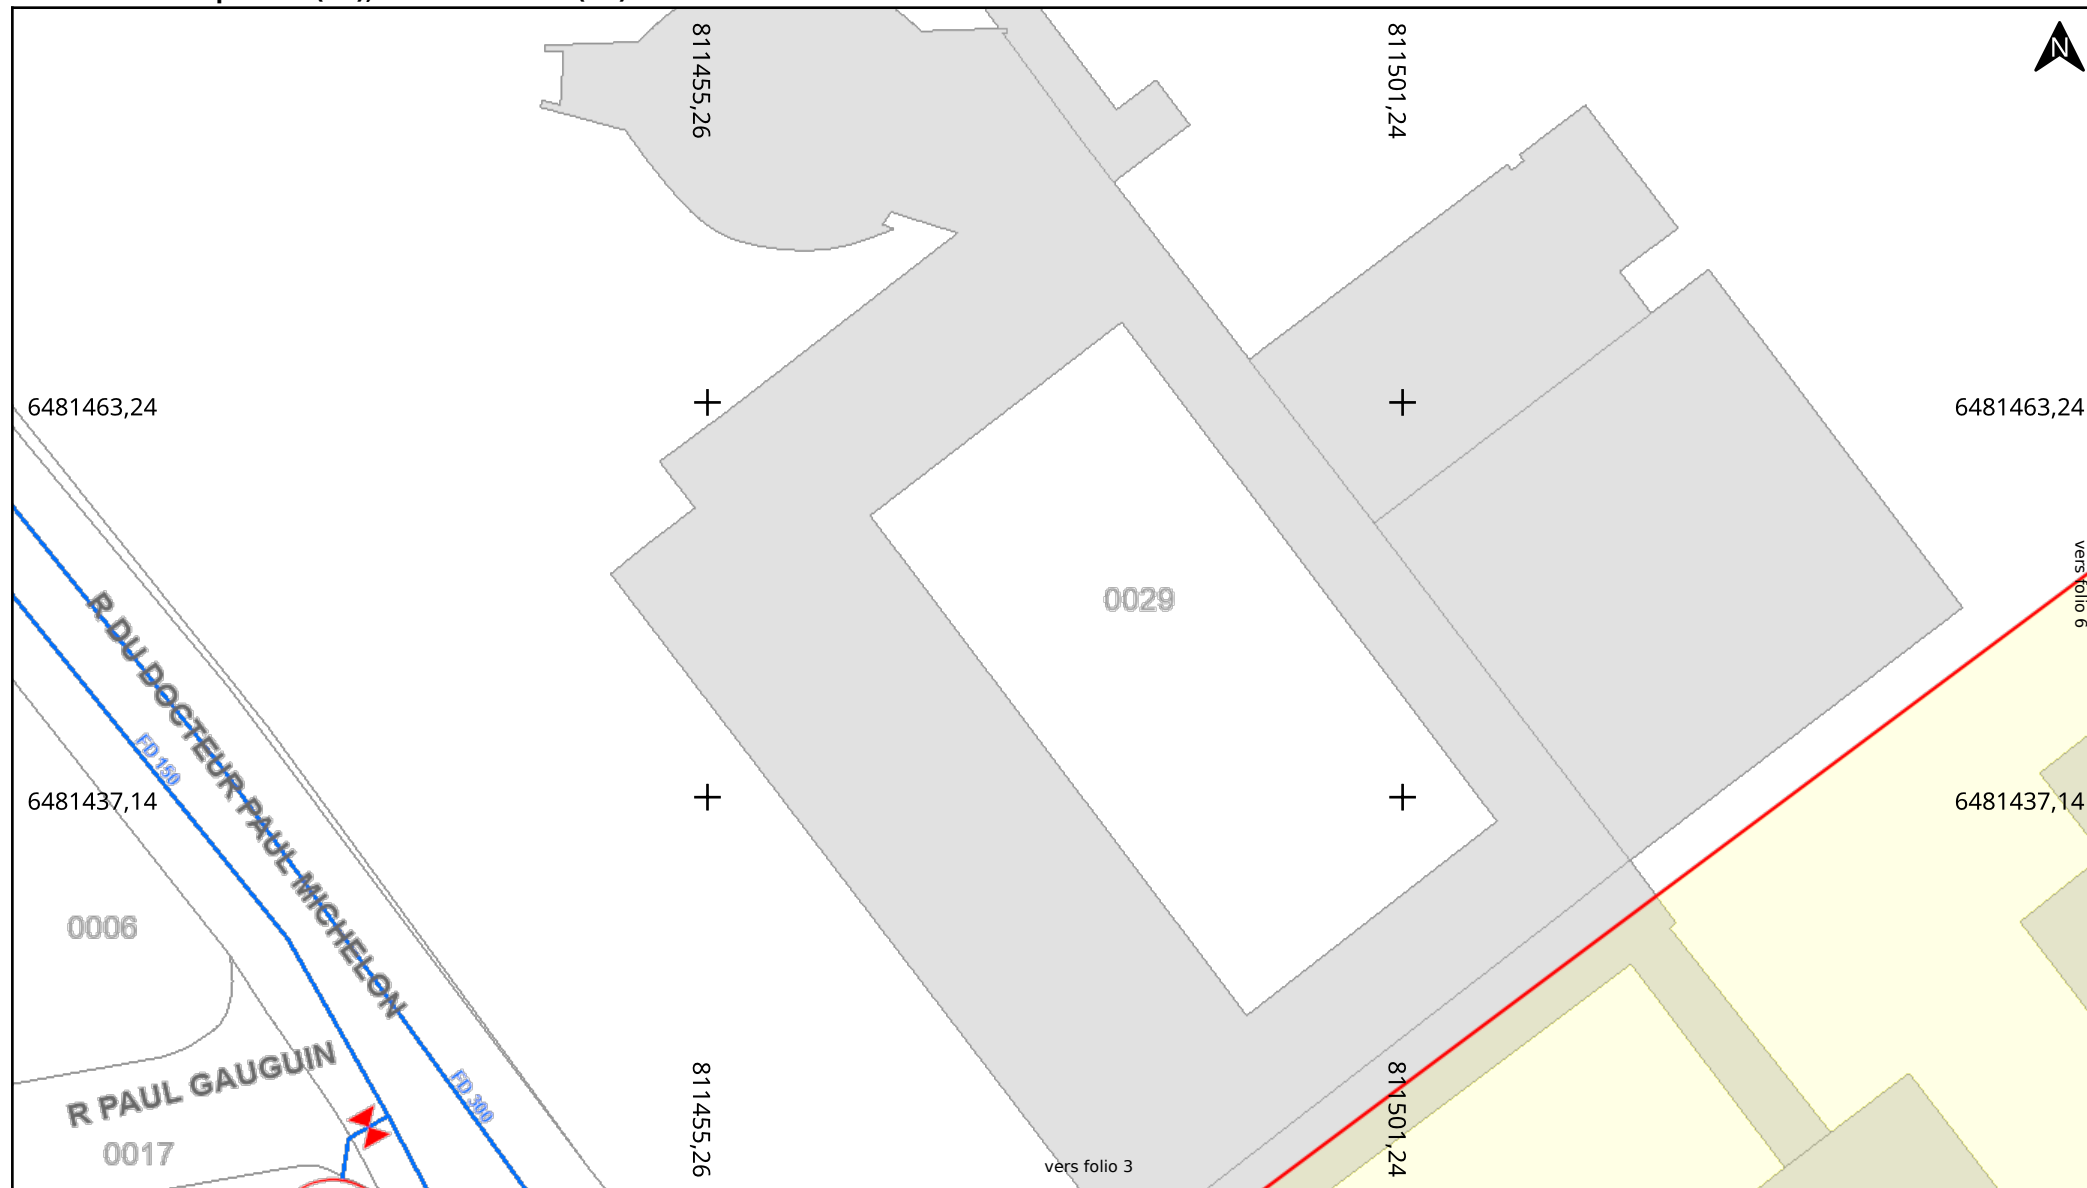 811455,26
811501,24
N
6481463,24
6481463,24
vers folio 6
0029
R DU DOCTEUR PAUL MICHELON
FD 150
6481437,14
6481437,14
0006
R PAUL GAUGUIN
FD 300
0017
811455,26
811501,24
vers folio 3